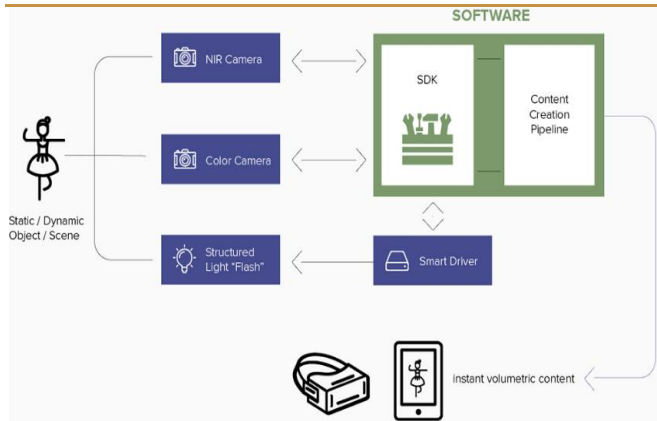 SOFTWARE
NIR Camera
SDK
Content
Creation
Pipeline
Color Camera
Static / Dynamic
Object / Scene
Structured
Light "Flash"
Smart Driver
instant volumetric content